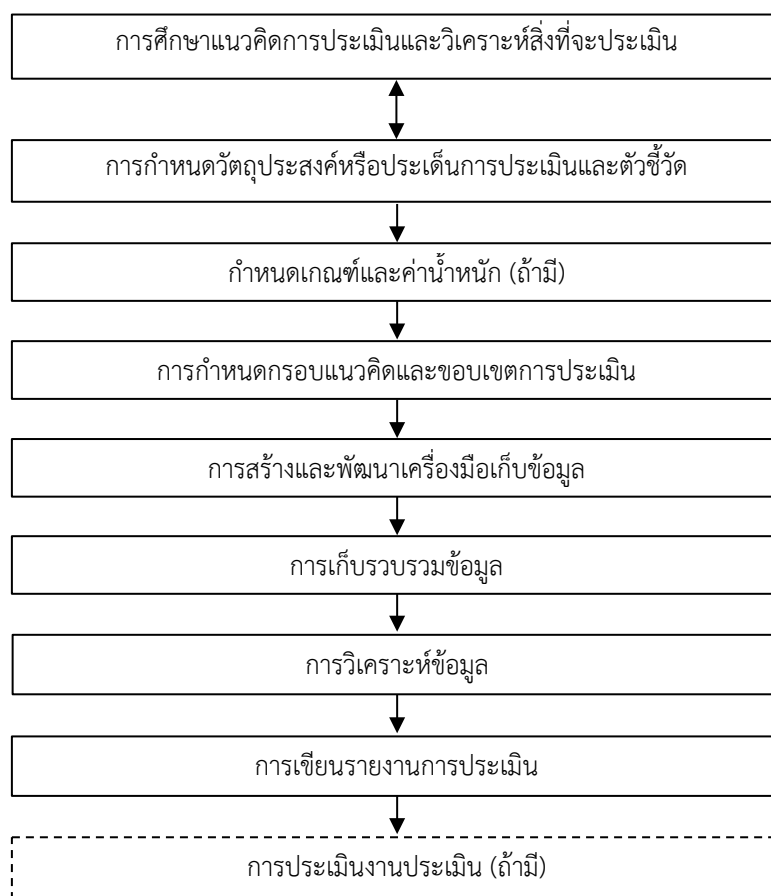 การศึกษาแนวคิดการประเมินและวิเคราะห์สิ่งที่จะประเมิน
การกำหนดวัตถุประสงค์หรือประเด็นการประเมินและตัวชี้วัด
กำหนดเกณฑ์และค่าน้ำหนัก (ถ้ามี)
การกำหนดกรอบแนวคิดและขอบเขตการประเมิน
การสร้างและพัฒนาเครื่องมือเก็บข้อมูล
การเก็บรวบรวมข้อมูล
การวิเคราะห์ข้อมูล
การเขียนรายงานการประเมิน
การประเมินงานประเมิน (ถ้ามี)